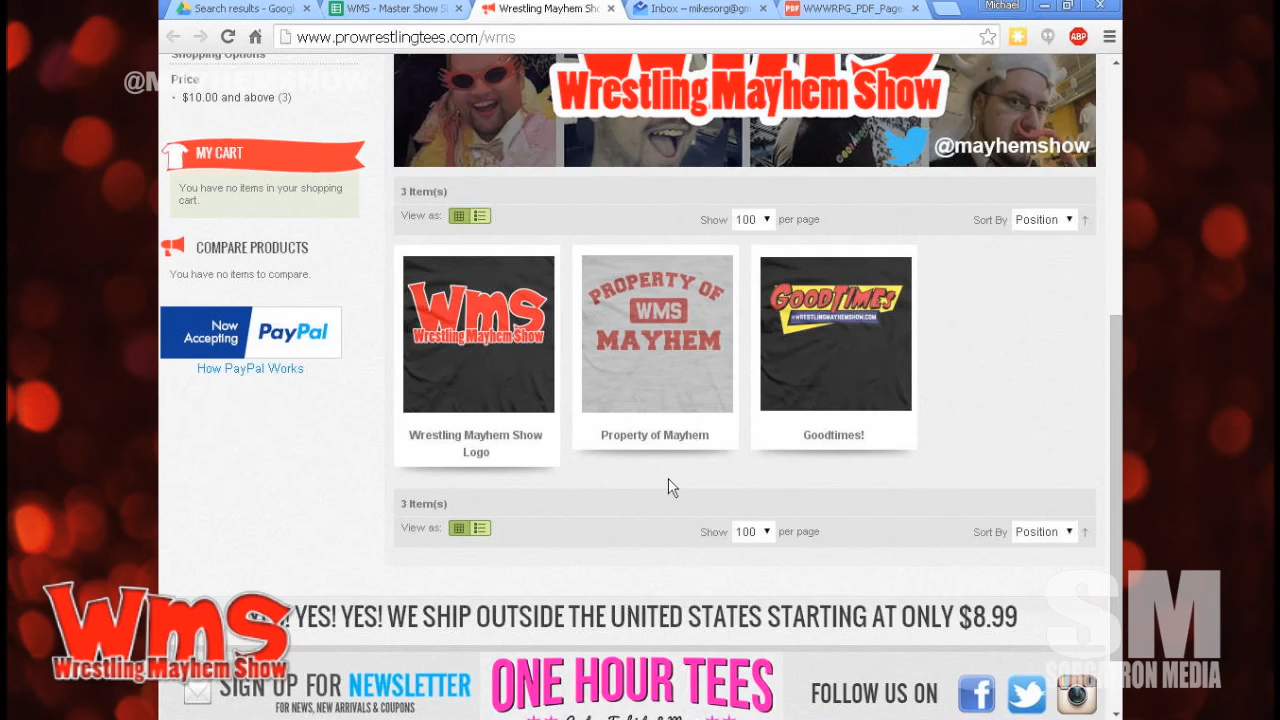 Search results - Googl
WMS - Master Show S
Wrestling Mayhem Sh
Inbox - mikesorg@gm
WWWRPG_PDF_Page
Michael
www.prowrestlingtees.com/wms
ABP
Shopping Options
@MAYHEMSHOW
Price
$10.00 and above (3)
MY CART
You have no items in your shopping
cart.
COMPARE PRODUCTS
You have no items to compare.
Now
Accepting
PayPal
How PayPal Works
WMS
Wrestling Mayhem Show
@mayhemshow
3 Item(s)
View as:
Show 100 per page
Sort By Position
WMS
Wrestling Mayhem Show
PROPERTY OF
WMS
MAYHEM
GOODTIMES
@WRESTLINGMAYHEMSHOW.COM
Wrestling Mayhem Show
Logo
Property of Mayhem
Goodtimes!
3 Item(s)
View as:
Show 100 per page
Sort By Position
! YES! YES! WE SHIP OUTSIDE THE UNITED STATES STARTING AT ONLY $8.99
WMS
Wrestling Mayhem Show
SM
SORGATRON MEDIA
SIGN UP FOR NEWSLETTER
FOR NEWS, NEW ARRIVALS & COUPONS
ONE HOUR TEES
FOLLOW US ON